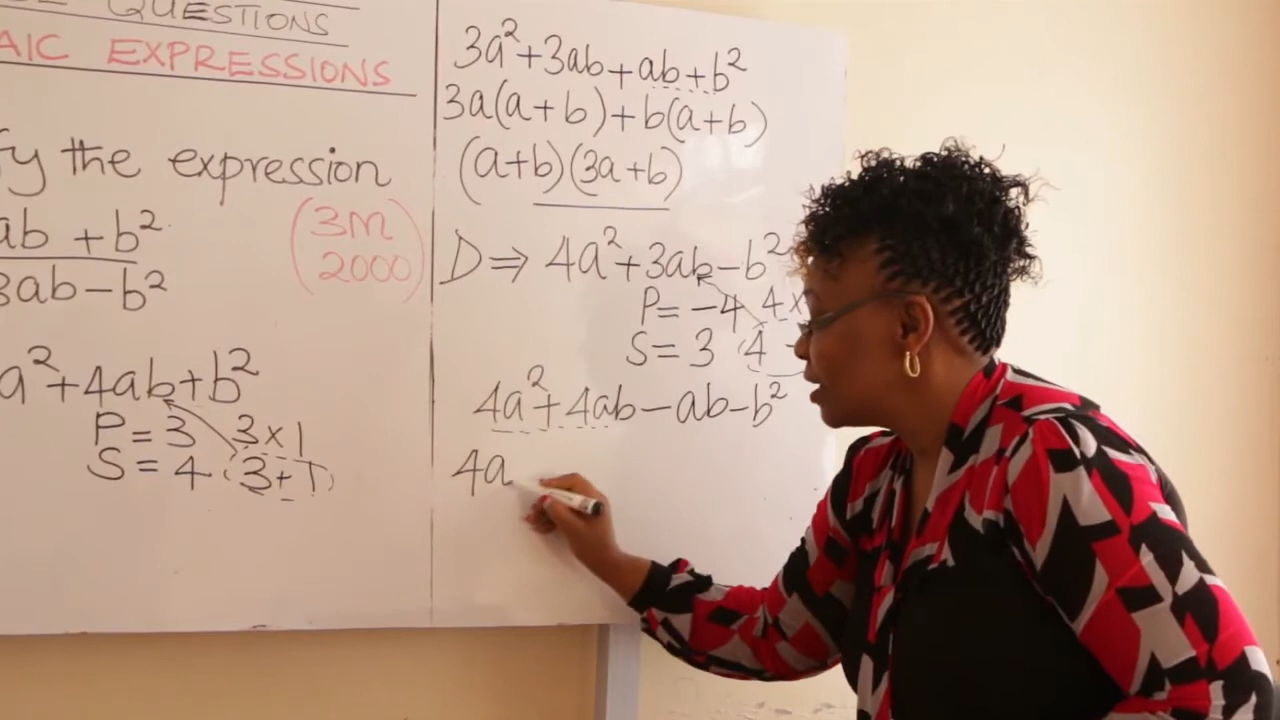 QUESTIONS
AIC EXPRESSIONS
fy the expression
ab + b²
3ab − b²
(3M
2000)
a² + 4ab + b²
P = 3 3 × 1
S = 4 (3 + 1)
3a² + 3ab + ab + b²
3a(a + b) + b(a + b)
(a + b)(3a + b)
D ⇒ 4a² + 3ab − b²
P = −4 4 ×
S = 3 (4 −
4a² + 4ab − ab − b²
4a